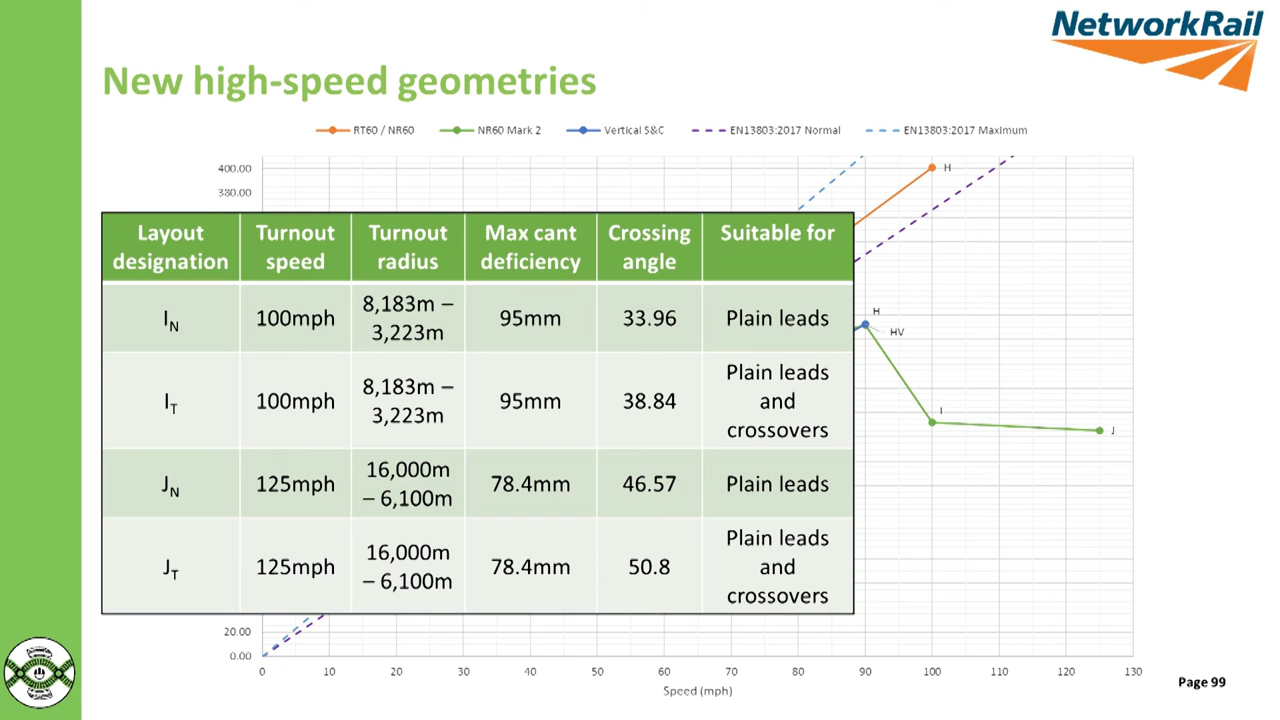 NetworkRail
New high-speed geometries
RT60 / NR60 NR60 Mark 2 Vertical S&C EN13803:2017 Normal EN13803:2017 Maximum
400.00
380.00
H
Layout designation
Turnout speed
Turnout radius
Max cant deficiency
Crossing angle
Suitable for
IN
100mph
8,183m –
3,223m
95mm
33.96
Plain leads
IT
100mph
8,183m –
3,223m
95mm
38.84
Plain leads
and
crossovers
JN
125mph
16,000m
– 6,100m
78.4mm
46.57
Plain leads
JT
125mph
16,000m
– 6,100m
78.4mm
50.8
Plain leads
and
crossovers
H
HV
I
J
20.00
0.00
0 10 20 30 40 50 60 70 80 90 100 110 120 130
Speed (mph)
Page 99